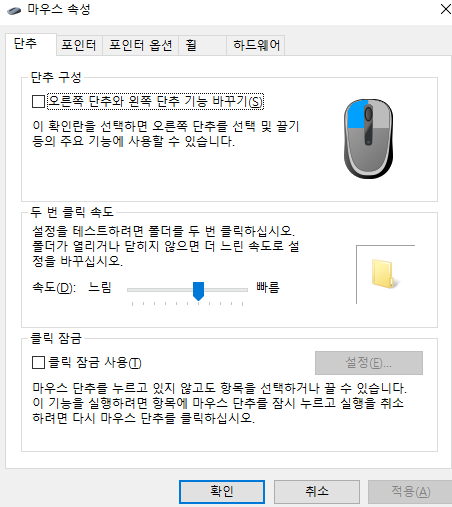 마우스 속성
단추
포인터
포인터 옵션
휠
하드웨어
단추 구성
오른쪽 단추와 왼쪽 단추 기능 바꾸기(S)
이 확인란을 선택하면 오른쪽 단추를 선택 및 끌기
등의 주요 기능에 사용할 수 있습니다.
두 번 클릭 속도
설정을 테스트하려면 폴더를 두 번 클릭하십시오.
폴더가 열리거나 닫히지 않으면 더 느린 속도로 설
정을 바꾸십시오.
속도(D): 느림 빠름
클릭 잠금
클릭 잠금 사용(T)
설정(E)...
마우스 단추를 누르고 있지 않고도 항목을 선택하거나 끌 수 있습니다.
이 기능을 실행하려면 항목에 마우스 단추를 잠시 누르고 실행을 취소
하려면 다시 마우스 단추를 클릭하십시오.
확인
취소
적용(A)